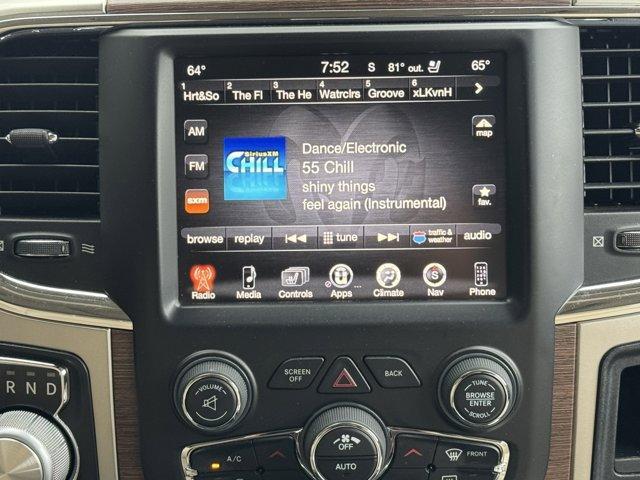 64° 7:52 S 81° out. 65°
1 Hrt&So 2 The Fl 3 The He 4 Watrclrs 5 Groove 6 xLKvnH
AM
SiriusXM
CHILL
Dance/Electronic
55 Chill
map
FM
shiny things
sxm
feel again (Instrumental)
fav.
browse replay tune traffic & weather audio
Radio Media Controls Apps Climate Nav Phone
SCREEN OFF
BACK
VOLUME
TUNE
BROWSE
ENTER
SCROLL
R N D
OFF
A/C
AUTO
FRONT